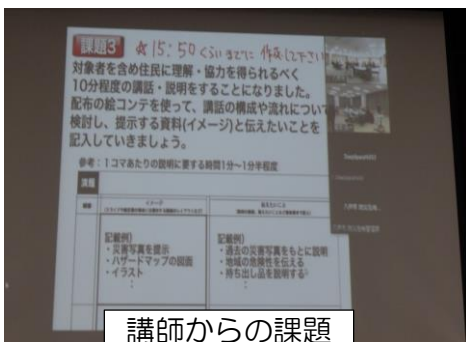 課題3 ☆15:50くらいまでに作成して下さい
対象者を含め住民に理解・協力を得られるべく
10分程度の講話・説明をすることになりました。
配布の絵コンテを使って、講話の構成や流れについ
検討し、提示する資料(イメージ)と伝えたいことを
記入していきましょう。
参考：1コマあたりの説明に要する時間1分～1分半程度
イメージ
伝えたいこと
記載例)
・災害写真を提示
・ハザードマップの図面
・イラスト
：
記載例)
・過去の災害写真をもとに説明
・地域の危険性を伝える
・持ち出し品を説明する
：
講師からの課題